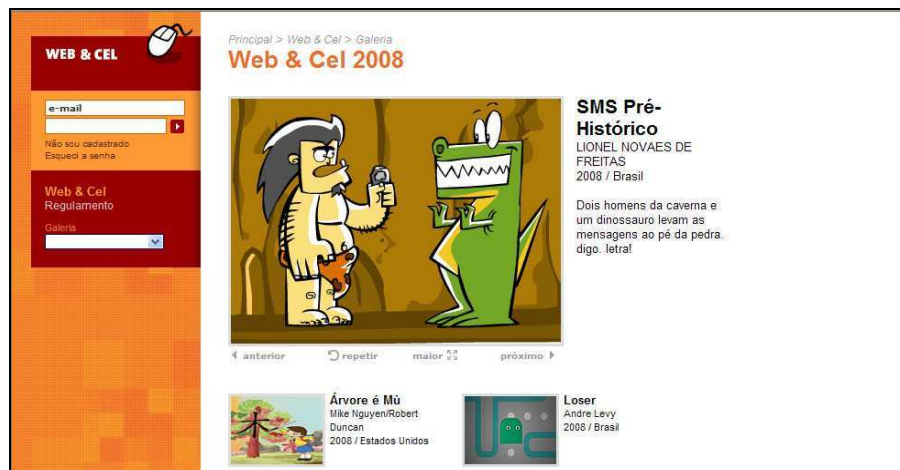 WEB & CEL
e-mail
Não sou cadastrado
Esqueci a senha
Web & Cel
Regulamento
Galeria
Principal > Web & Cel > Galeria
Web & Cel 2008
SMS Pré-
Histórico
LIONEL NOVAES DE
FREITAS
2008 / Brasil
Dois homens da caverna e
um dinossauro levam as
mensagens ao pé da pedra.
digo. letra!
anterior
repetir
maior
próximo
Árvore é Mù
Mike Nguyen/Robert
Duncan
2008 / Estados Unidos
木
Loser
Andre Levy
2008 / Brasil